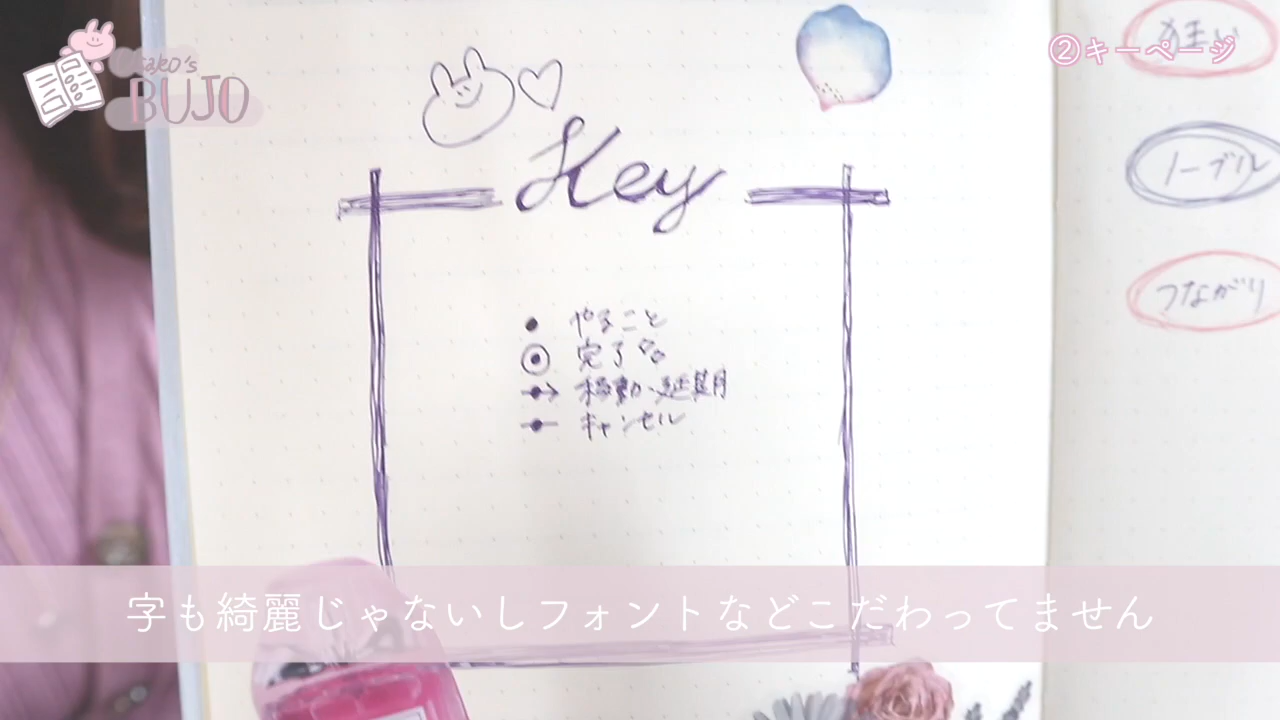 ②キーページ
BUJO
Key
やること
完了
移動・延期
キャンセル
ノーブル
つながり
字も綺麗じゃないしフォントなどこだわってません